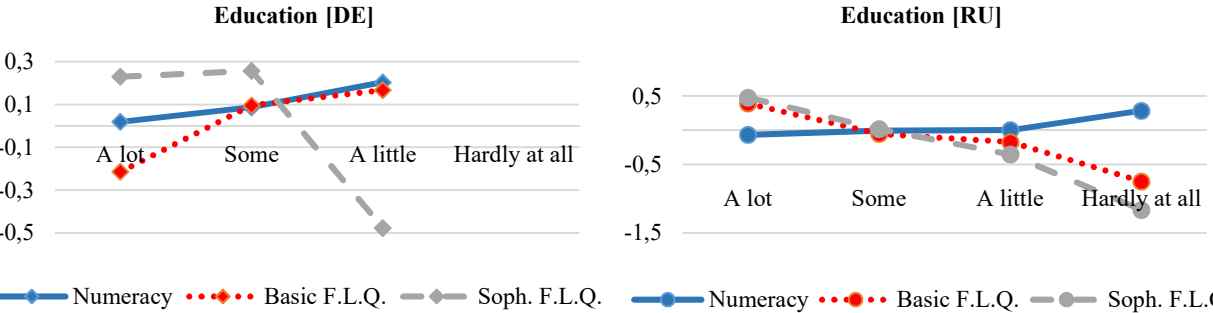 Education [DE]
0,3
0,1
-0,1
-0,3
-0,5
A lot Some A little Hardly at all
Numeracy Basic F.L.Q. Soph. F.L.Q.
Education [RU]
0,5
-0,5
-1,5
A lot Some A little Hardly at all
Numeracy Basic F.L.Q. Soph. F.L.Q